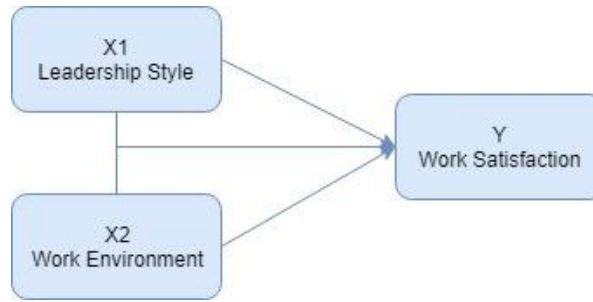 X1
Leadership Style
Y
Work Satisfaction
X2
Work Environment